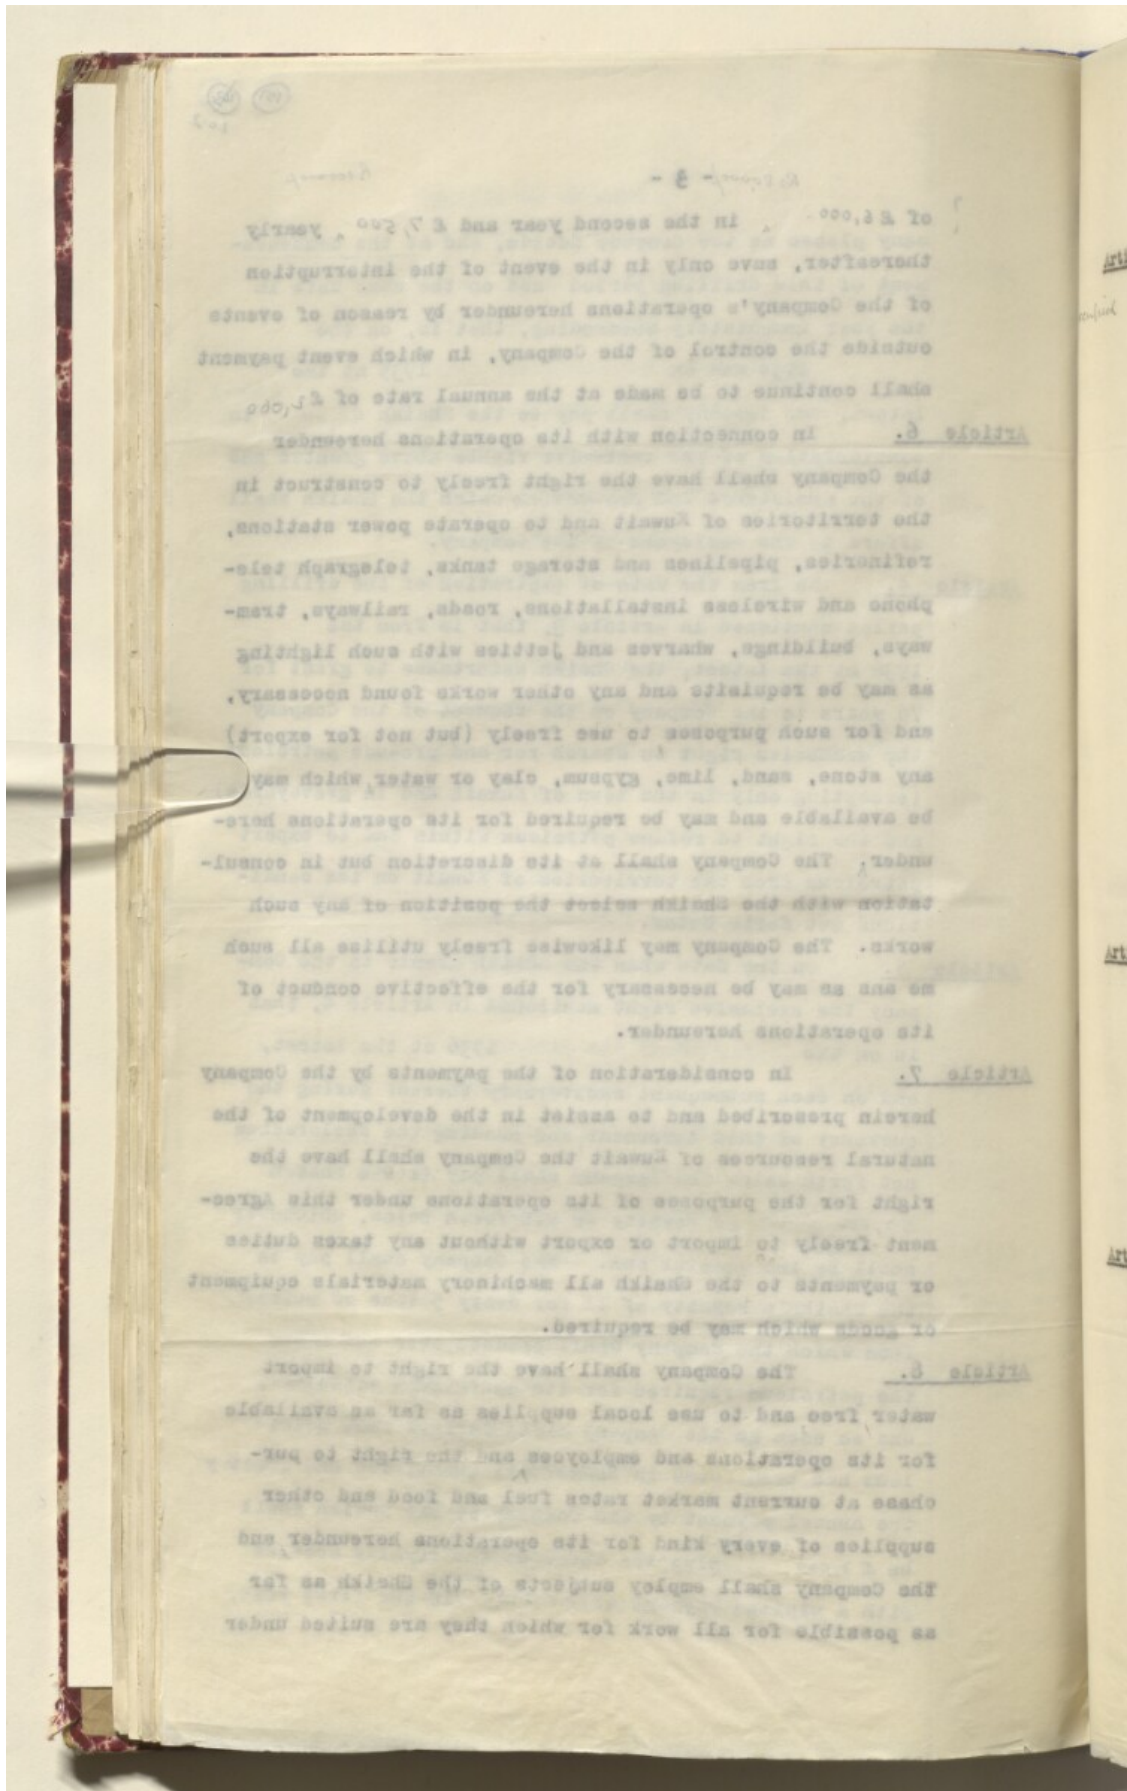 - 3 -
of £6,000 in the second year and £7,500 yearly
thereafter, save only in the event of the interruption
of the Company's operations hereunder by reason of events
outside the control of the Company, in which event payment
shall continue to be made at the annual rate of £
Article 6. In connection with its operations hereunder
the Company shall have the right freely to construct in
the territories of Kuwait and to operate power stations,
refineries, pipelines and storage tanks, telegraph tele-
phone and wireless installations, roads, railways, tram-
ways, buildings, wharves and jetties with such lighting
as may be requisite and any other works found necessary,
and for such purposes to use freely (but not for export)
any stone, sand, lime, gypsum, clay or water, which may
be available and may be required for its operations here-
under. The Company shall at its discretion but in consul-
tation with the Sheikh select the position of any such
works. The Company may likewise freely utilise all such
me ans as may be necessary for the effective conduct of
its operations hereunder.
Article 7. In consideration of the payments by the Company
herein prescribed and to assist in the development of the
natural resources of Kuwait the Company shall have the
right for the purposes of its operations under this Agree-
ment freely to import or export without any taxes duties
or payments to the Sheikh all machinery materials equipment
or goods which may be required.
Article 8. The Company shall have the right to import
water, free and to use local supplies as far as available
for its operations and employees and the right to pur-
chase at current market rates fuel and food and other
supplies of every kind for its operations hereunder, and
the Company shall employ subjects of the Sheikh as far
as possible for all work for which they are suited under
Arti
Arti
Art